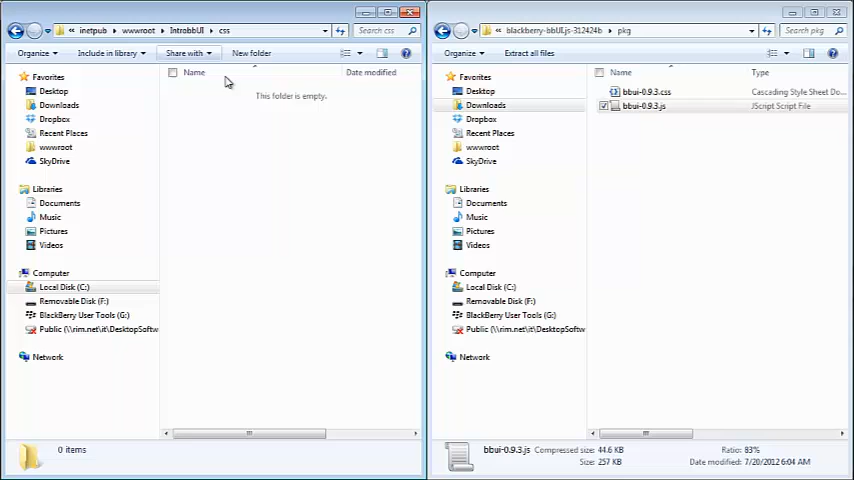 inetpub ▸ wwwroot ▸ IntrobbUI ▸ css
Search css
Organize
Include in library
Share with
New folder
Name
Date modified
This folder is empty.
Favorites
Desktop
Downloads
Dropbox
Recent Places
wwwroot
SkyDrive
Libraries
Documents
Music
Pictures
Videos
Computer
Local Disk (C:)
Removable Disk (F:)
BlackBerry User Tools (G:)
Public (\\rim.net\it\DesktopSoftw
Network
0 items
blackberry-bbUI.js-312424b ▸ pkg
Search pkg
Organize
Extract all files
Name
Type
bbui-0.9.3.css
Cascading Style Sheet Do...
bbui-0.9.3.js
JScript Script File
Favorites
Desktop
Downloads
Dropbox
Recent Places
wwwroot
SkyDrive
Libraries
Documents
Music
Pictures
Videos
Computer
Local Disk (C:)
Removable Disk (F:)
BlackBerry User Tools (G:)
Public (\\rim.net\it\DesktopSoftw
Network
bbui-0.9.3.js Compressed size: 44.6 KB Ratio: 83%
Size: 257 KB Date modified: 7/20/2012 6:04 AM